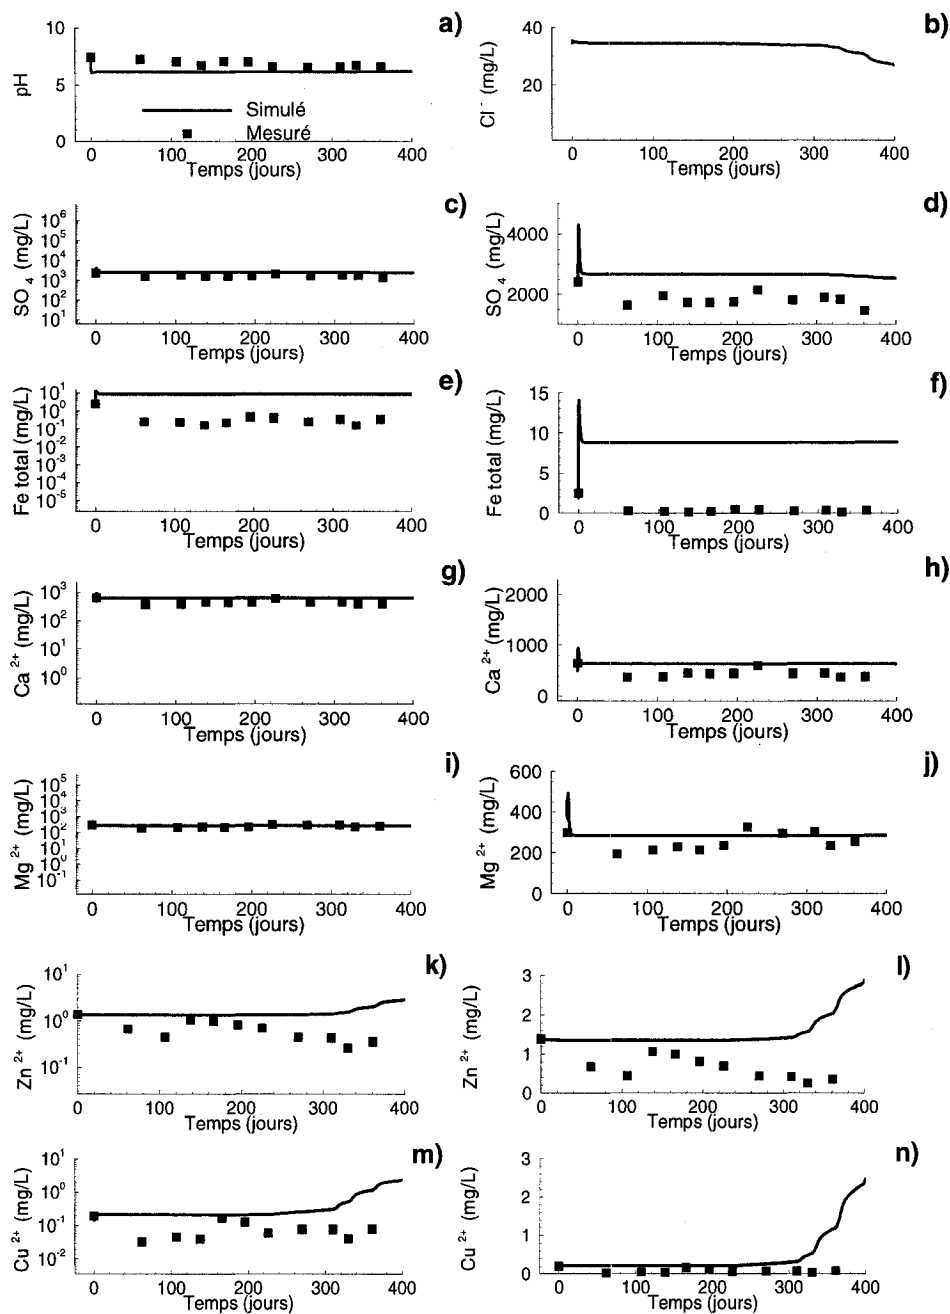 a)
10
5
0
pH
Simulé
Mesuré
0 100 200 300 400
Temps (jours)
b)
40
20
Cl⁻ (mg/L)
0 100 200 300 400
Temps (jours)
c)
10⁶
10⁵
10⁴
10³
10²
10¹
SO₄ (mg/L)
0 100 200 300 400
Temps (jours)
d)
4000
2000
SO₄ (mg/L)
0 100 200 300 400
Temps (jours)
e)
10¹
10⁰
10⁻¹
10⁻²
10⁻³
10⁻⁴
10⁻⁵
Fe total (mg/L)
0 100 200 300 400
Temps (jours)
f)
15
10
5
0
Fe total (mg/L)
0 100 200 300 400
Temps (jours)
g)
10³
10²
10¹
10⁰
Ca²⁺ (mg/L)
0 100 200 300 400
Temps (jours)
h)
2000
1000
0
Ca²⁺ (mg/L)
0 100 200 300 400
Temps (jours)
i)
10⁵
10⁴
10³
10²
10¹
10⁰
10⁻¹
Mg²⁺ (mg/L)
0 100 200 300 400
Temps (jours)
j)
600
400
200
0
Mg²⁺ (mg/L)
0 100 200 300 400
Temps (jours)
k)
10¹
10⁰
10⁻¹
Zn²⁺ (mg/L)
0 100 200 300 400
Temps (jours)
l)
3
2
1
0
Zn²⁺ (mg/L)
0 100 200 300 400
Temps (jours)
m)
10¹
10⁰
10⁻¹
10⁻²
Cu²⁺ (mg/L)
0 100 200 300 400
Temps (jours)
n)
3
2
1
0
Cu²⁺ (mg/L)
0 100 200 300 400
Temps (jours)